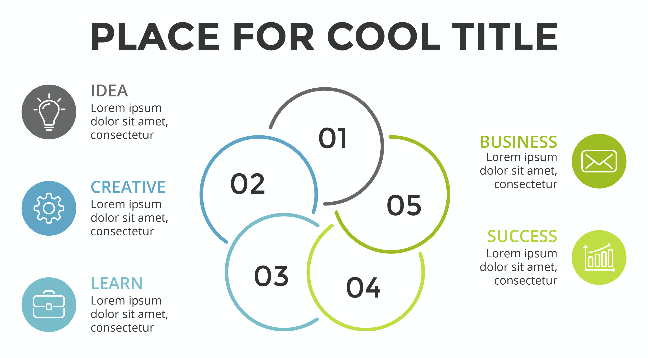 PLACE FOR COOL TITLE
IDEA
Lorem ipsum
dolor sit amet,
consectetur
CREATIVE
Lorem ipsum
dolor sit amet,
consectetur
LEARN
Lorem ipsum
dolor sit amet,
consectetur
01
02
03
04
05
BUSINESS
Lorem ipsum
dolor sit amet,
consectetur
SUCCESS
Lorem ipsum
dolor sit amet,
consectetur